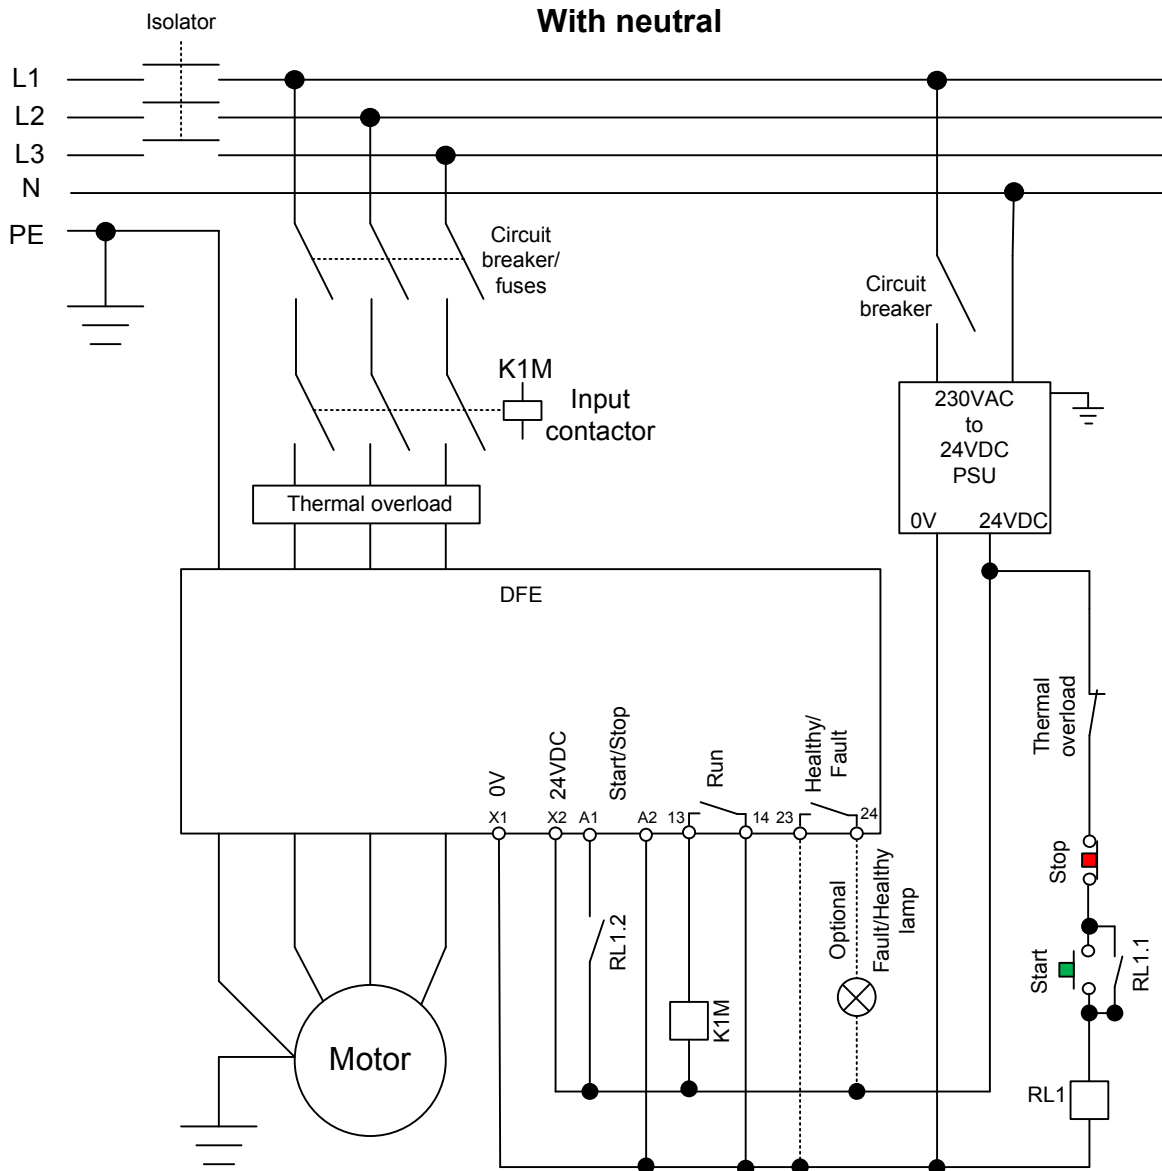 With neutral
Isolator
L1
L2
L3
N
PE
Circuit
breaker/
fuses
Circuit
breaker
K1M
Input
contactor
230VAC
to
24VDC
PSU
0V 24VDC
Thermal overload
DFE
Thermal
overload
0V
24VDC
Start/Stop
Run
Healthy/
Fault
X1 X2 A1 A2 13 14 23 24
Stop
Optional
Fault/Healthy
lamp
RL1.2
Start
RL1.1
K1M
Motor
RL1